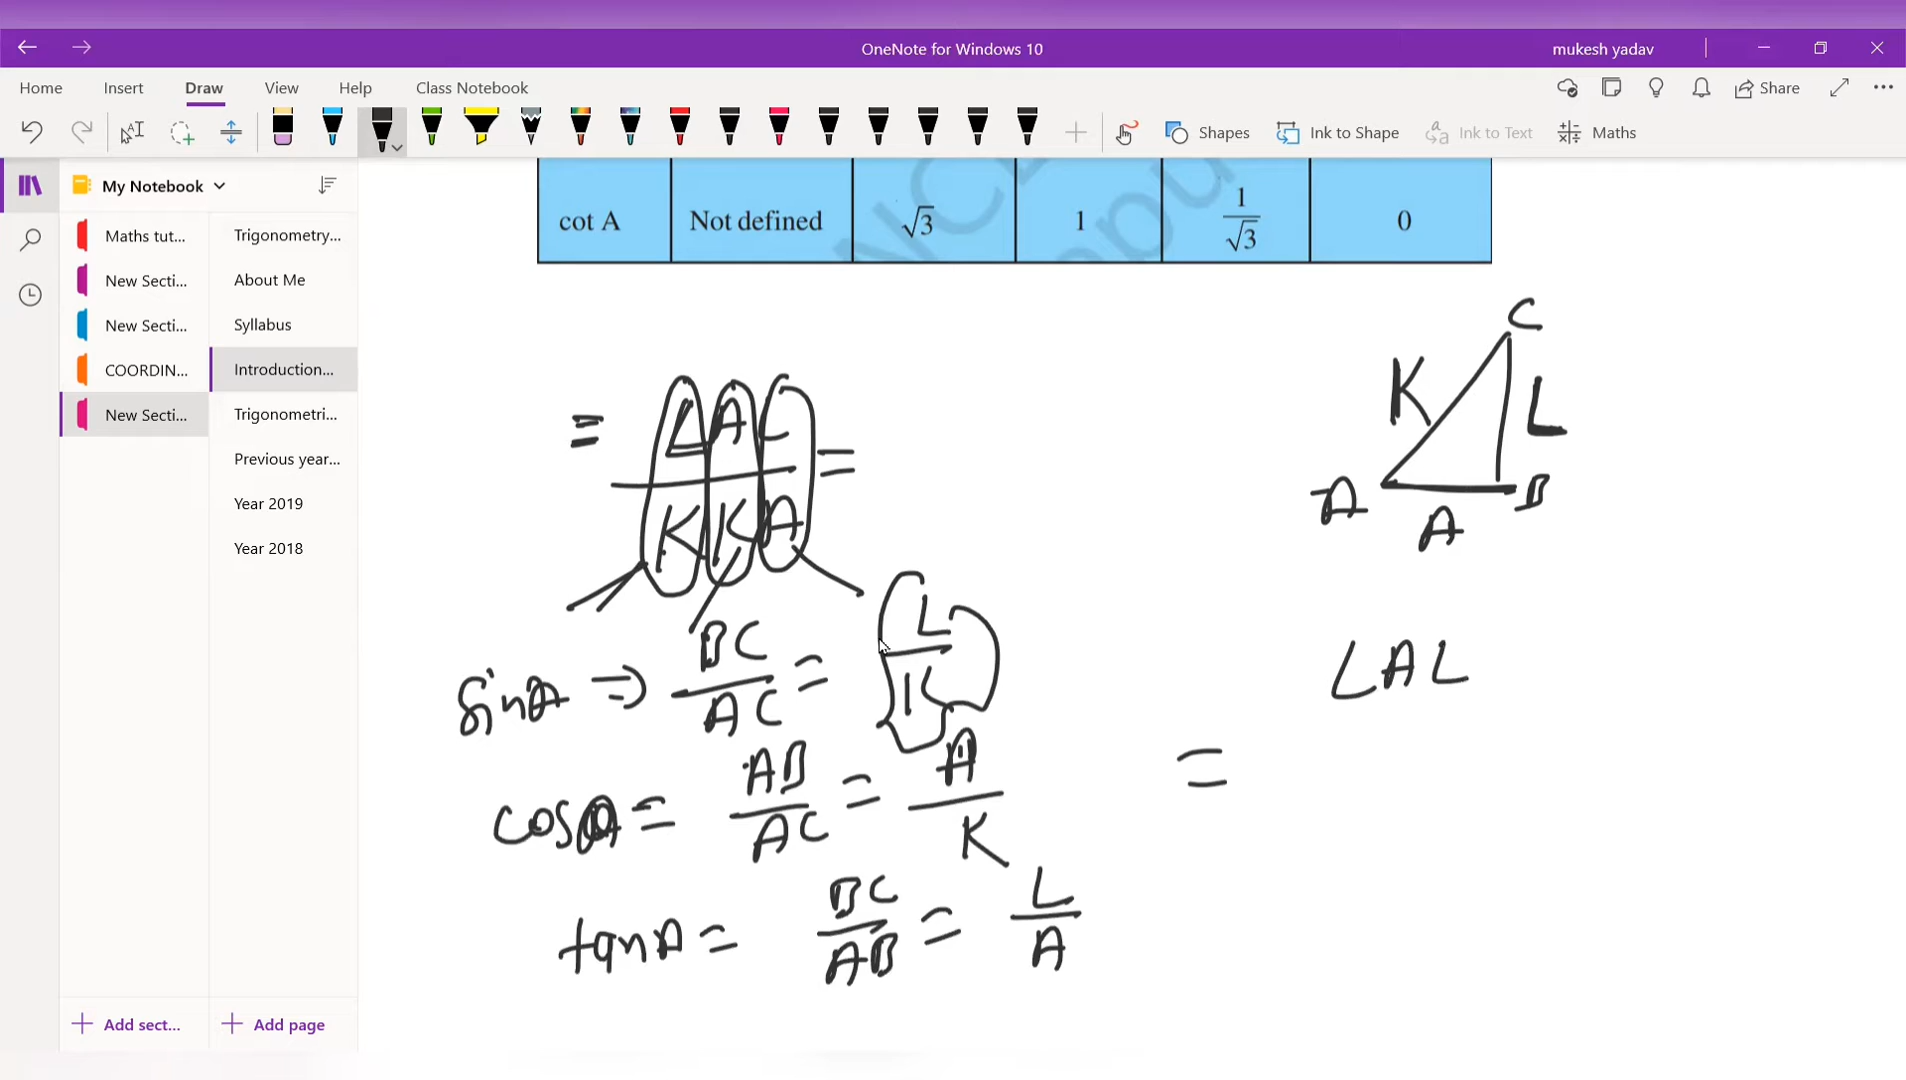 OneNote for Windows 10
mukesh yadav
Home Insert Draw View Help Class Notebook
Share
Shapes Ink to Shape Ink to Text Maths
My Notebook
Maths tut...
New Secti...
New Secti...
COORDIN...
New Secti...
Trigonometry...
About Me
Syllabus
Introduction...
Trigonometri...
Previous year...
Year 2019
Year 2018
Add sect...
Add page
cot A Not defined √3 1 1/√3 0
= L A L / K K A =
C
K L
A B
A
LAL
sinA ⇒ BC/AC = L/K
=
cosA = AB/AC = A/K
tanA = BC/AB = L/A